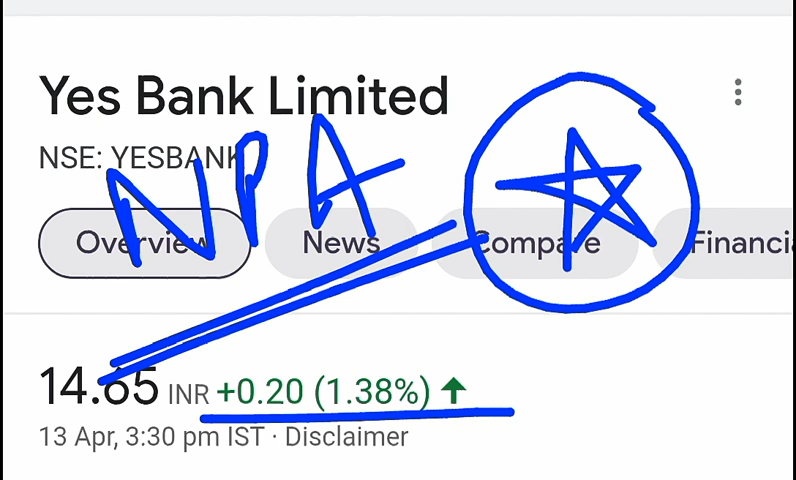 Yes Bank Limited
NSE: YESBANK
NPA
Overview News Compare Financia
14.65 INR +0.20 (1.38%) ↑
13 Apr, 3:30 pm IST · Disclaimer